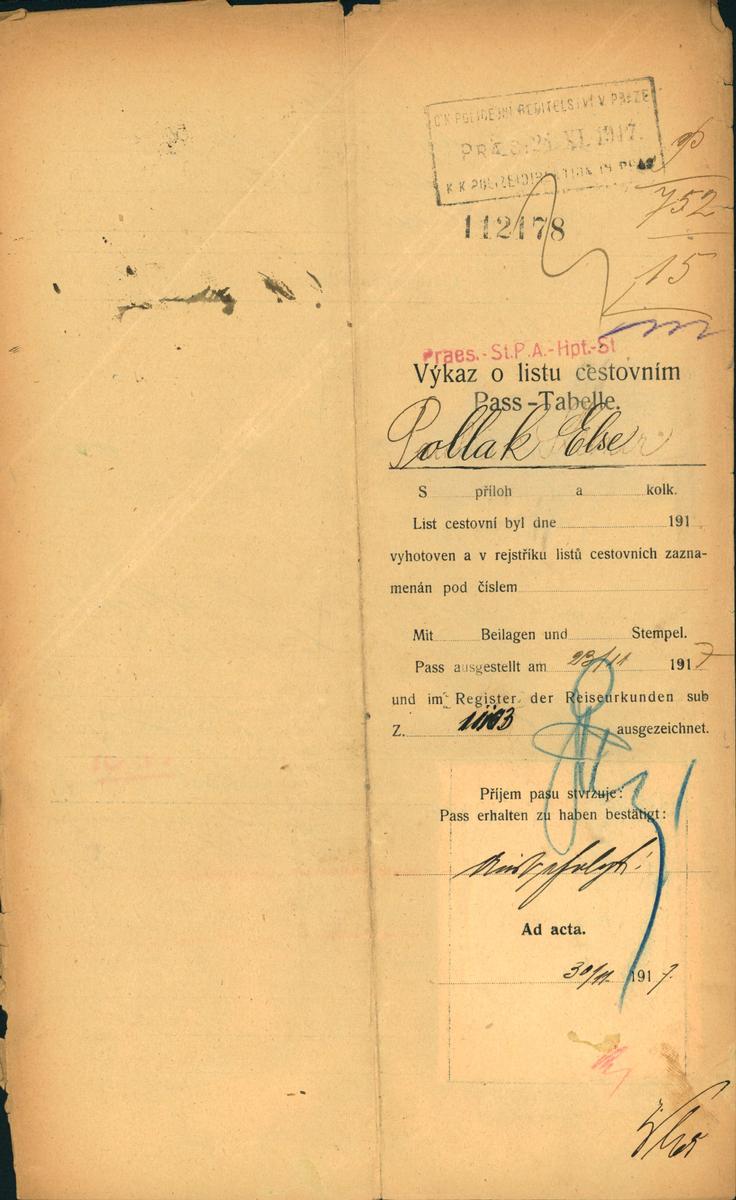 C.K. POLICEJNÍ ŘEDITELSTVÍ V PRAZE
PRAES. 21. XI. 1917.
K.K. POLIZEIDIREKTION IN PRAG
112178
752
15
Praes.-St.P.A.-Hpt.-St
Výkaz o listu cestovním
Pass-Tabelle.
Pollak Else
S příloh a kolk.
List cestovní byl dne 191
vyhotoven a v rejstříku listů cestovních zazna-
menán pod číslem
Mit Beilagen und Stempel.
Pass ausgestellt am 23/11 1917
und im Register der Reiseurkunden sub
Z. ausgezeichnet.
Příjem pasu stvrzuje:
Pass erhalten zu haben bestätigt:
Ad acta.
30/11 1917.